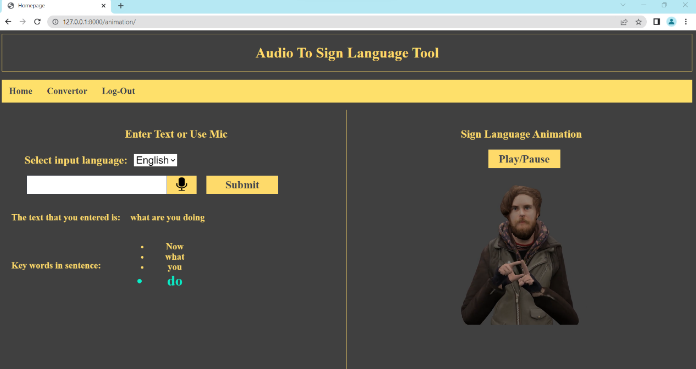 Homepage
127.0.0.1:8000/animation/
Audio To Sign Language Tool
Home Convertor Log-Out
Enter Text or Use Mic
Select input language: English
Submit
The text that you entered is: what are you doing
Key words in sentence:
Now
what
you
do
Sign Language Animation
Play/Pause